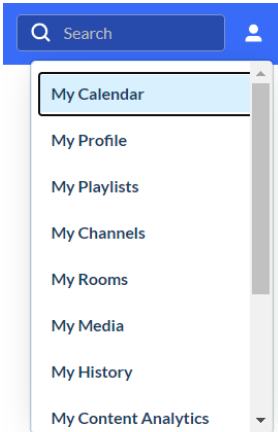 Search
My Calendar
My Profile
My Playlists
My Channels
My Rooms
My Media
My History
My Content Analytics